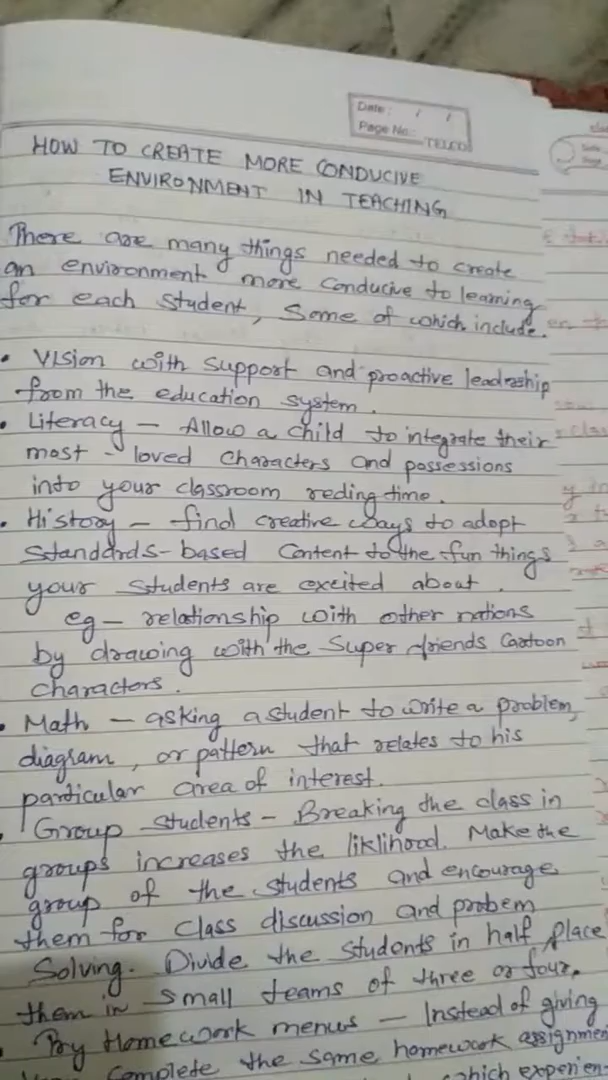 Date: / /
Page No.:
TELCO
HOW TO CREATE MORE CONDUCIVE
ENVIRONMENT IN TEACHING
There are many things needed to create
an environment more conducive to learning
for each student, Some of which include.
• Vision with support and proactive leadership
from the education system.
• Literacy - Allow a child to integrate their
most - loved characters and possessions
into your classroom reding time.
• History - find creative ways to adopt
Standards-based content to the fun things
your students are excited about.
eg - relationship with other nations
by drawing with the Super friends Cartoon
characters.
• Math - asking a student to write a problem,
diagram, or pattern that relates to his
particular area of interest.
• Group students - Breaking the class in
groups increases the liklihood. Make the
group of the students and encourage
them for class discussion and probem
Solving. Divide the students in half place
them in small teams of three or four.
• Try Homework menus - Instead of giving
complete the same homework assignmen
which experien